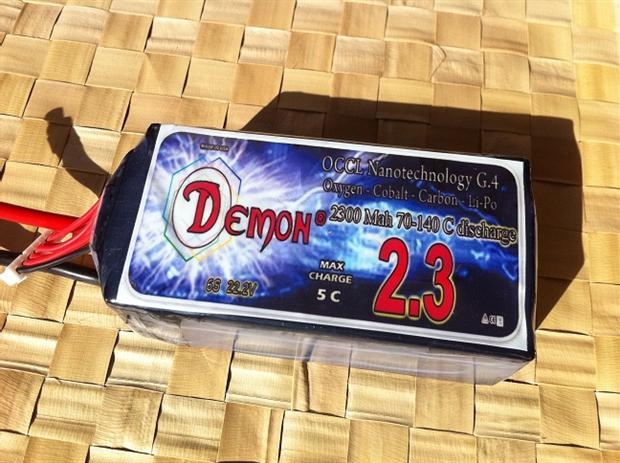 OCCL Nanotechnology G.4
Oxygen - Cobalt - Carbon - Li-Po
DEMON®
2300 Mah 70-140 C discharge
2.3
MAX
CHARGE
5 C
6S 22.2V